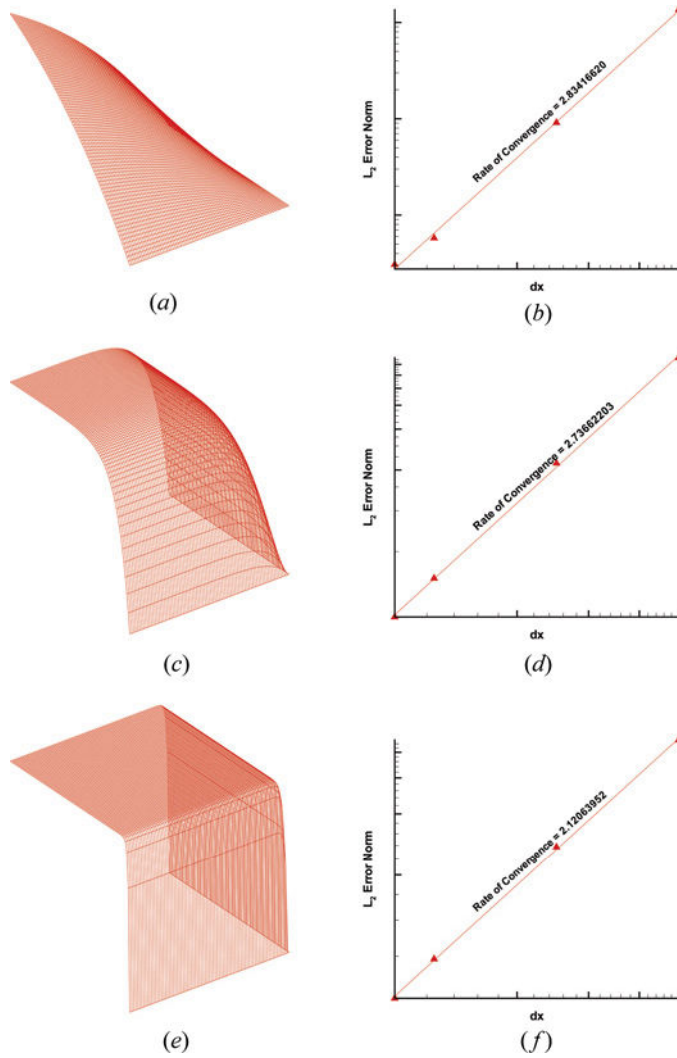 Rate of Convergence = 2.83416620
L2 Error Norm
dx
(a)
(b)
Rate of Convergence = 2.73662203
L2 Error Norm
dx
(c)
(d)
Rate of Convergence = 2.12063952
L2 Error Norm
dx
(e)
(f)